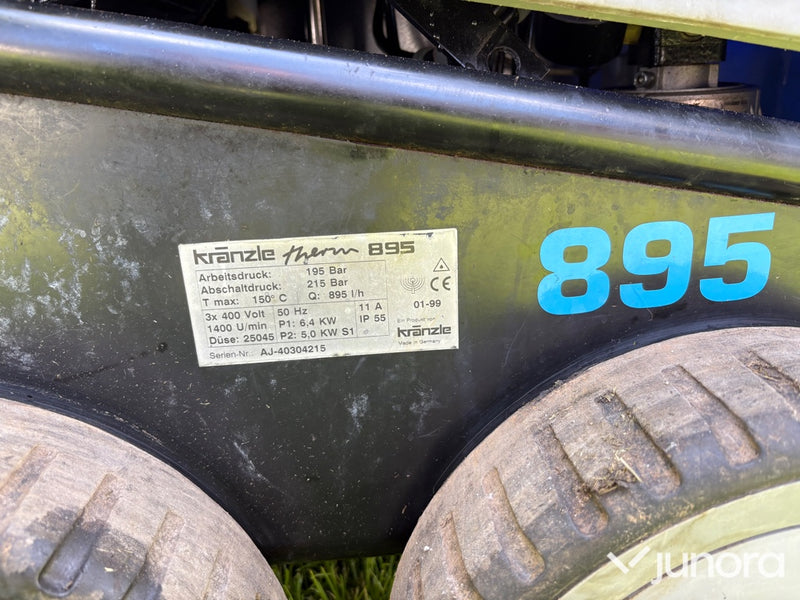 kränzle therm 895
Arbeitsdruck: 195 Bar
Abschaltdruck: 215 Bar
T max: 150° C Q: 895 l/h
3x 400 Volt 50 Hz 11 A
1400 U/min P1: 6,4 KW IP 55
Düse: 25045 P2: 5,0 KW S1
Serien-Nr.: AJ-40304215
CE
01-99
Ein Produkt von
kränzle
Made in Germany
895
junora